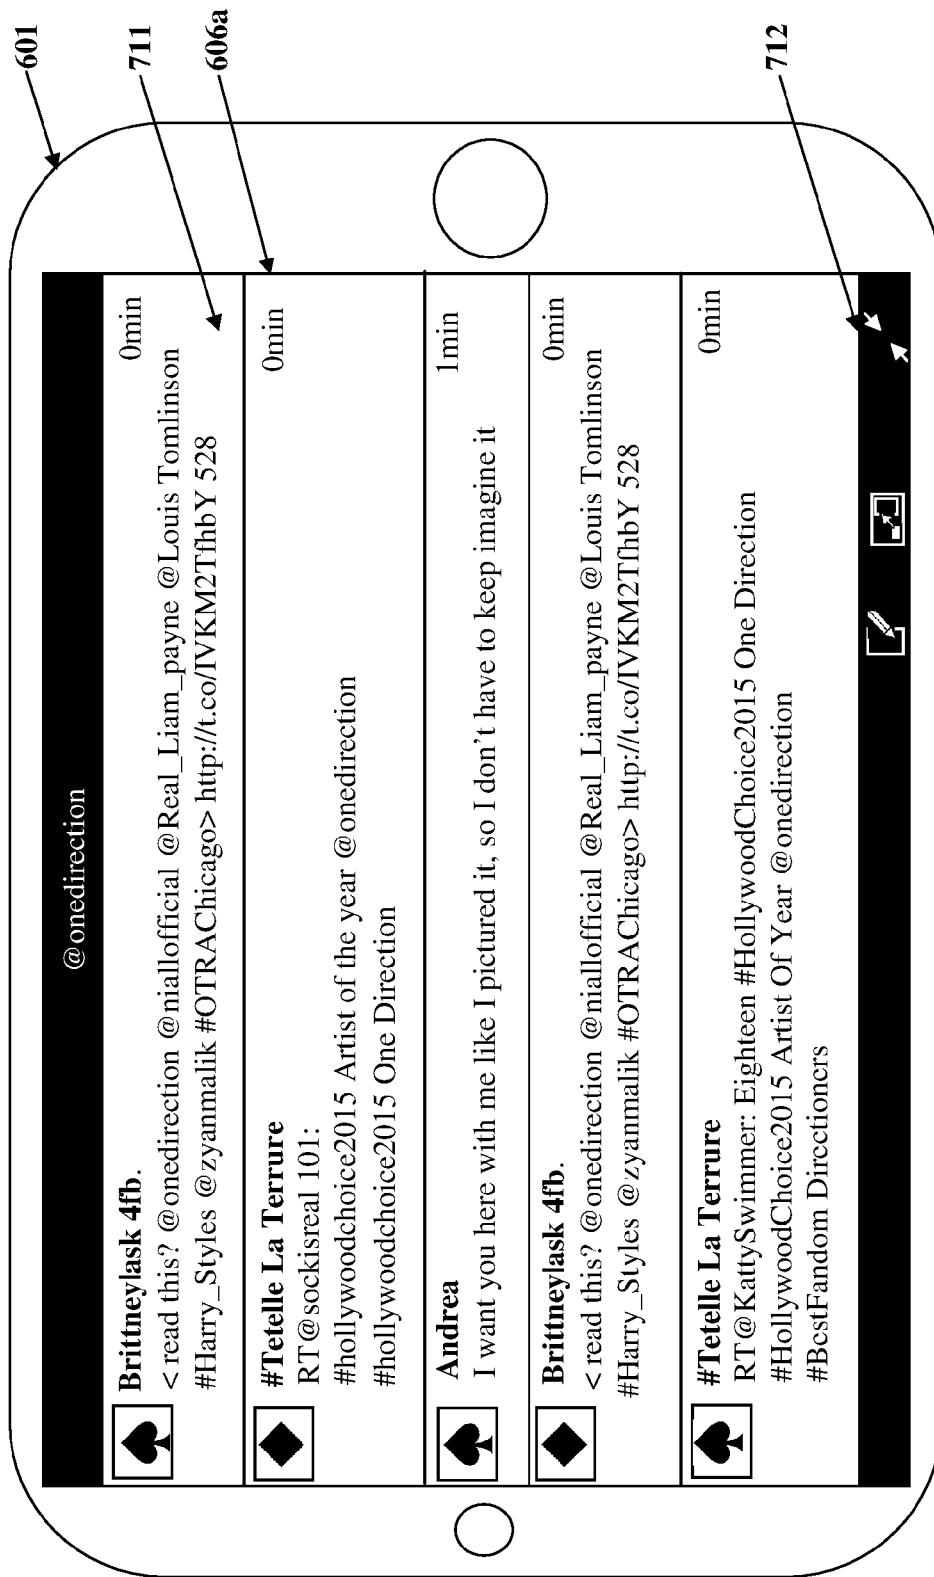 601
711
606a
712
@onedirection
Brittneylask 4fb.
0min
< read this? @onedirection @niallofficial @Real_Liam_payne @Louis Tomlinson
#Harry_Styles @zyanmalik #OTRAChicago> http://t.co/IVKM2TfhbY 528
#Tetelle La Terrure
0min
RT@sockisreal 101:
#hollywoodchoice2015 Artist of the year @onedirection
#hollywoodchoice2015 One Direction
Andrea
1min
I want you here with me like I pictured it, so I don't have to keep imagine it
Brittneylask 4fb.
0min
< read this? @onedirection @niallofficial @Real_Liam_payne @Louis Tomlinson
#Harry_Styles @zyanmalik #OTRAChicago> http://t.co/IVKM2TfhbY 528
#Tetelle La Terrure
0min
RT@KattySwimmer: Eighteen #HollywoodChoice2015 One Direction
#HollywoodChoice2015 Artist Of Year @onedirection
#BestFandom Directioners